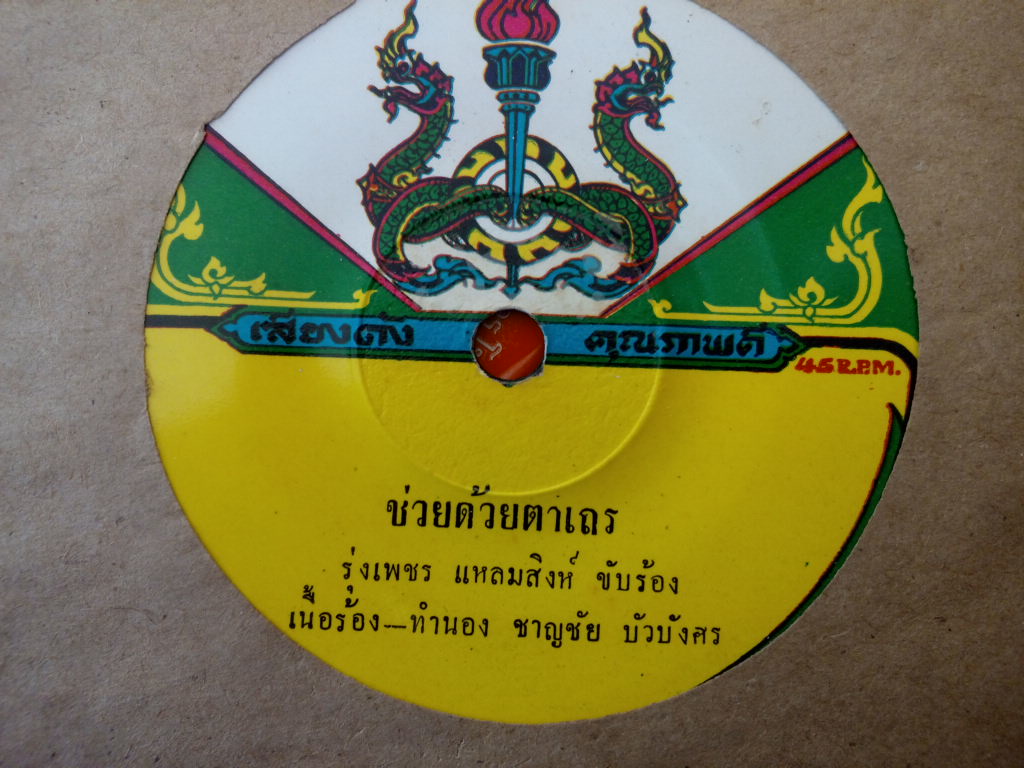 เสียงดัง คุณภาพดี
45 R.P.M.
ช่วยด้วยตาเถร
รุ่งเพชร แหลมสิงห์ ขับร้อง
เนื้อร้อง—ทำนอง ชาญชัย บัวบังศร